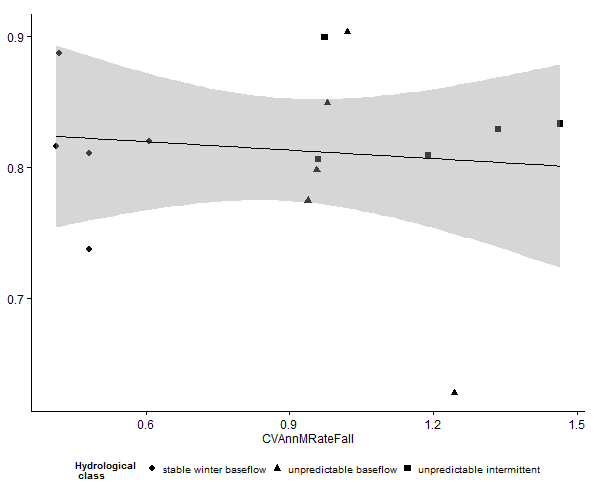 0.9
0.8
0.7
0.6 0.9 1.2 1.5
CVAnnMRateFall
Hydrological
class
stable winter baseflow unpredictable baseflow unpredictable intermittent